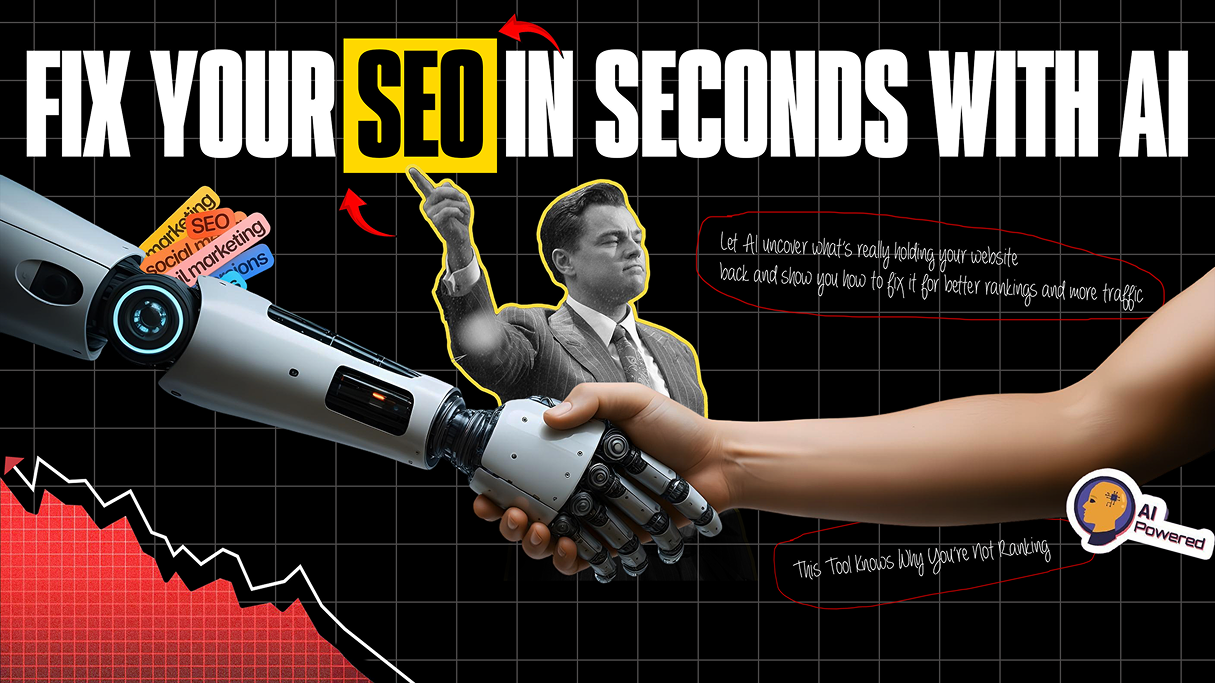 FIX YOUR SEO IN SECONDS WITH AI
marketing
SEO
social m
il marketing
sions
Let AI uncover what's really holding your website
back and show you how to fix it for better rankings and more traffic
This Tool Knows Why You're Not Ranking
AI
Powered